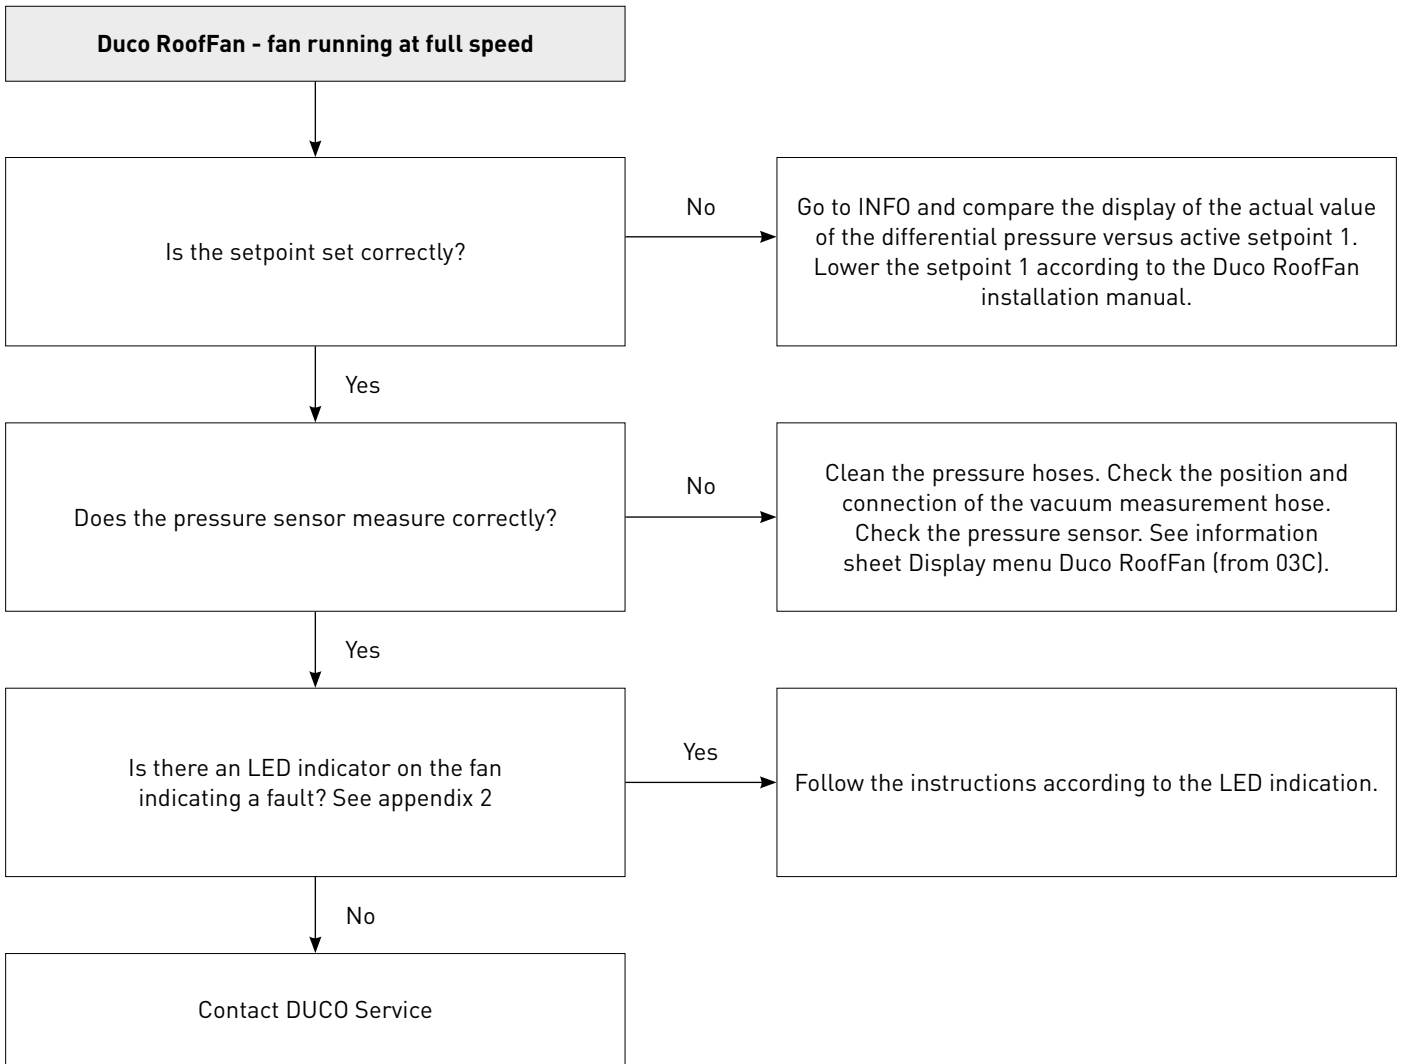 Duco RoofFan - fan running at full speed
Is the setpoint set correctly?
No
Go to INFO and compare the display of the actual value
of the differential pressure versus active setpoint 1.
Lower the setpoint 1 according to the Duco RoofFan
installation manual.
Yes
Does the pressure sensor measure correctly?
No
Clean the pressure hoses. Check the position and
connection of the vacuum measurement hose.
Check the pressure sensor. See information
sheet Display menu Duco RoofFan (from 03C).
Yes
Is there an LED indicator on the fan
indicating a fault? See appendix 2
Yes
Follow the instructions according to the LED indication.
No
Contact DUCO Service